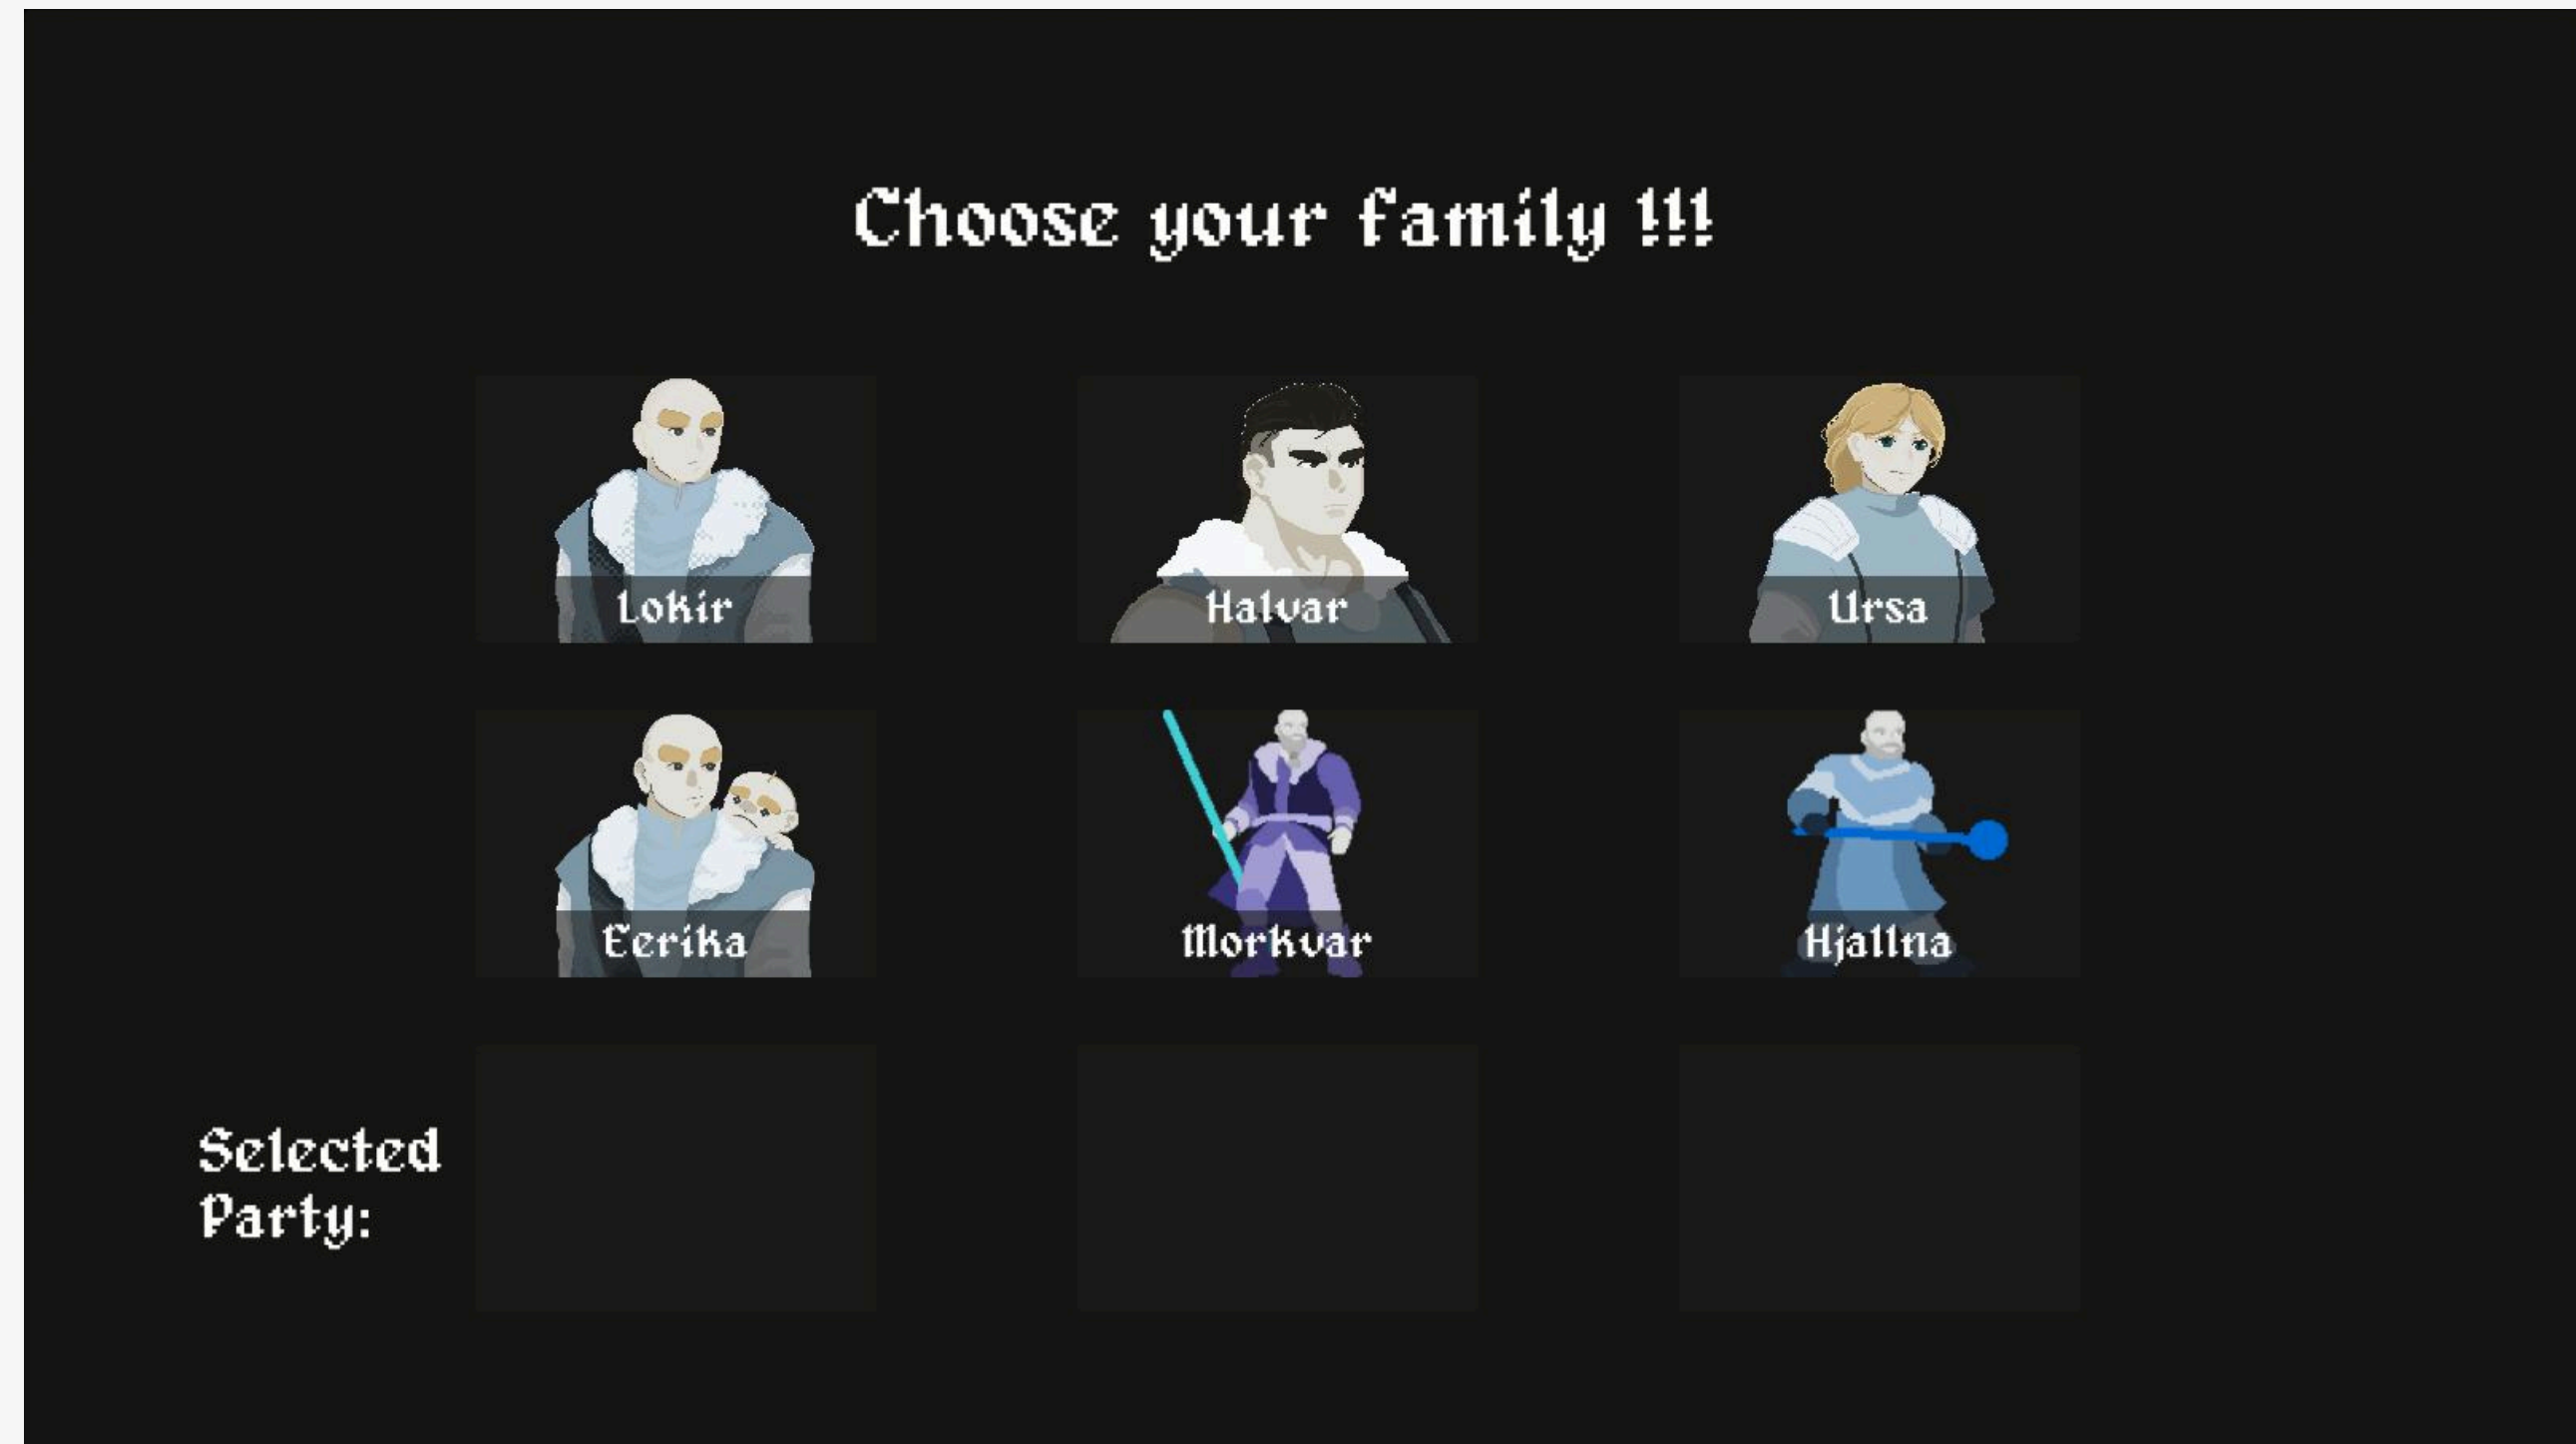 Choose your family !!!
Lokir
Halvar
Ursa
Eerika
Morkvar
Hjallna
Selected
Party: